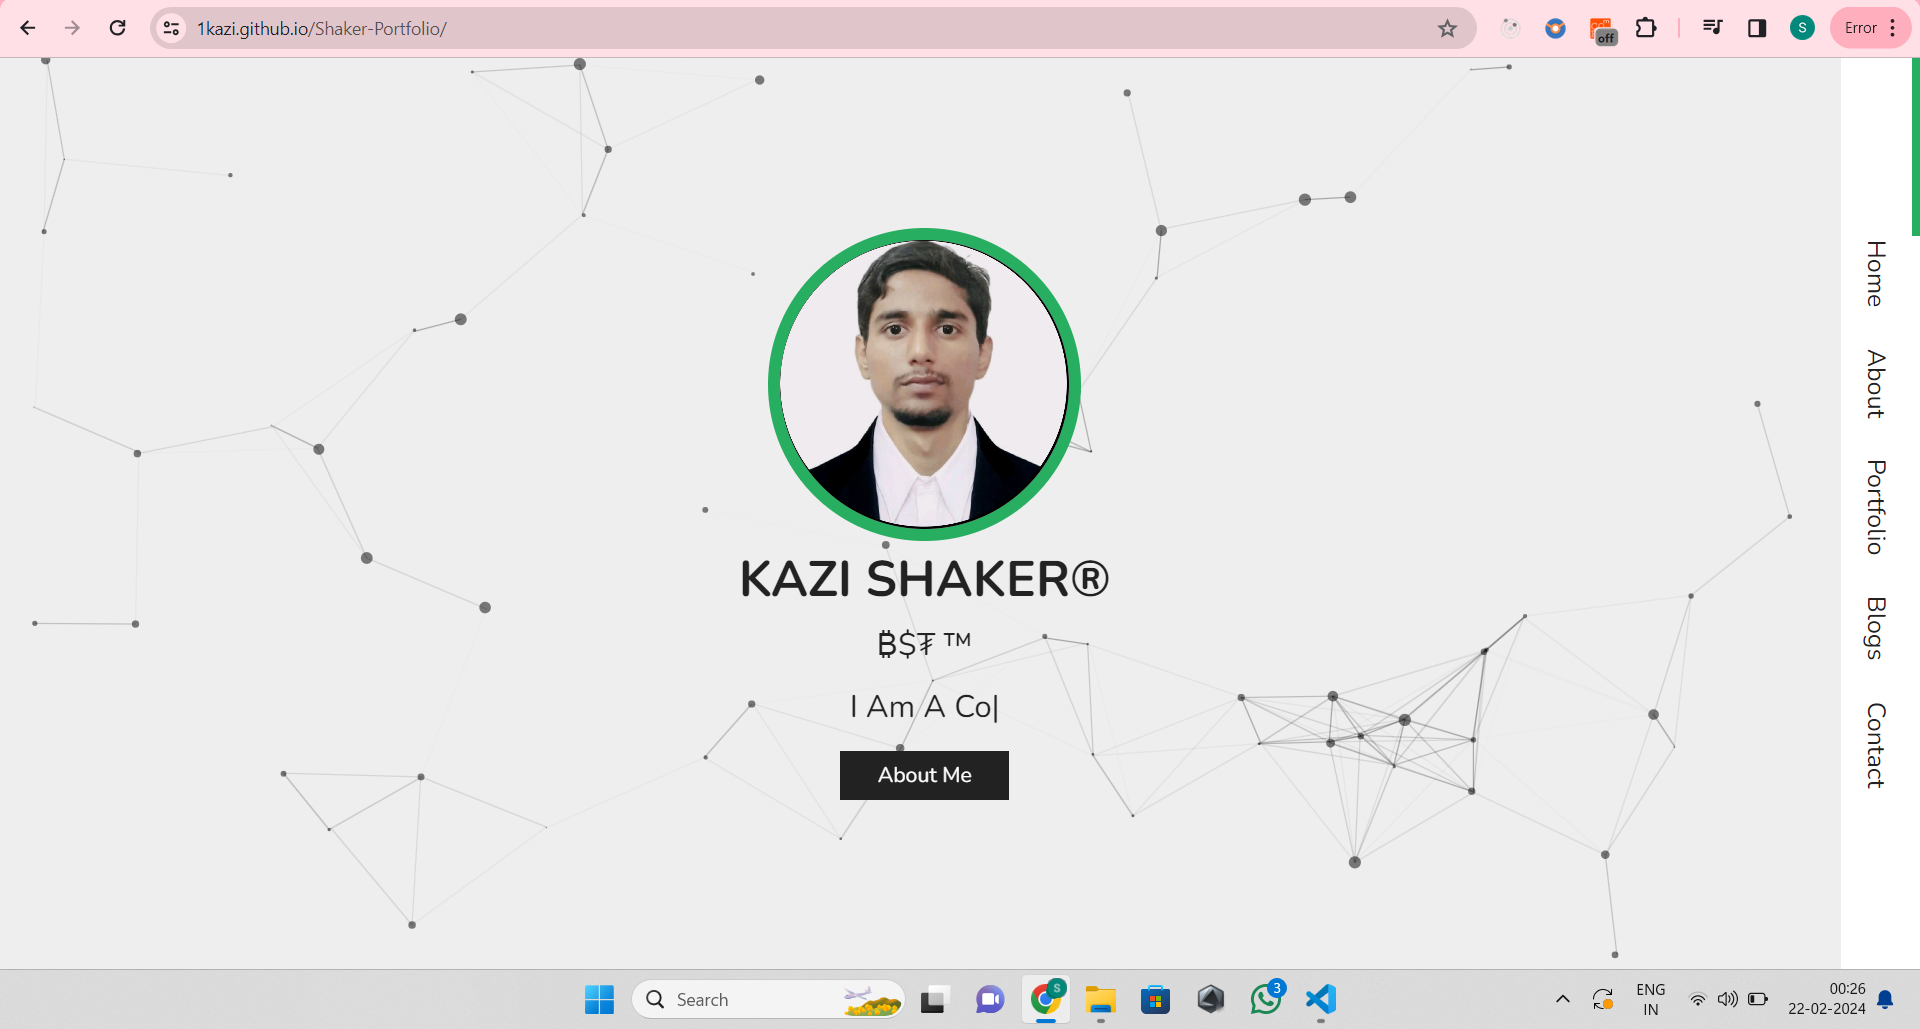 1kazi.github.io/Shaker-Portfolio/
off
S
Error
Home
About
Portfolio
Blogs
Contact
KAZI SHAKER®
฿$₮ ™
I Am A Co|
About Me
Search
S
3
ENG
IN
00:26
22-02-2024